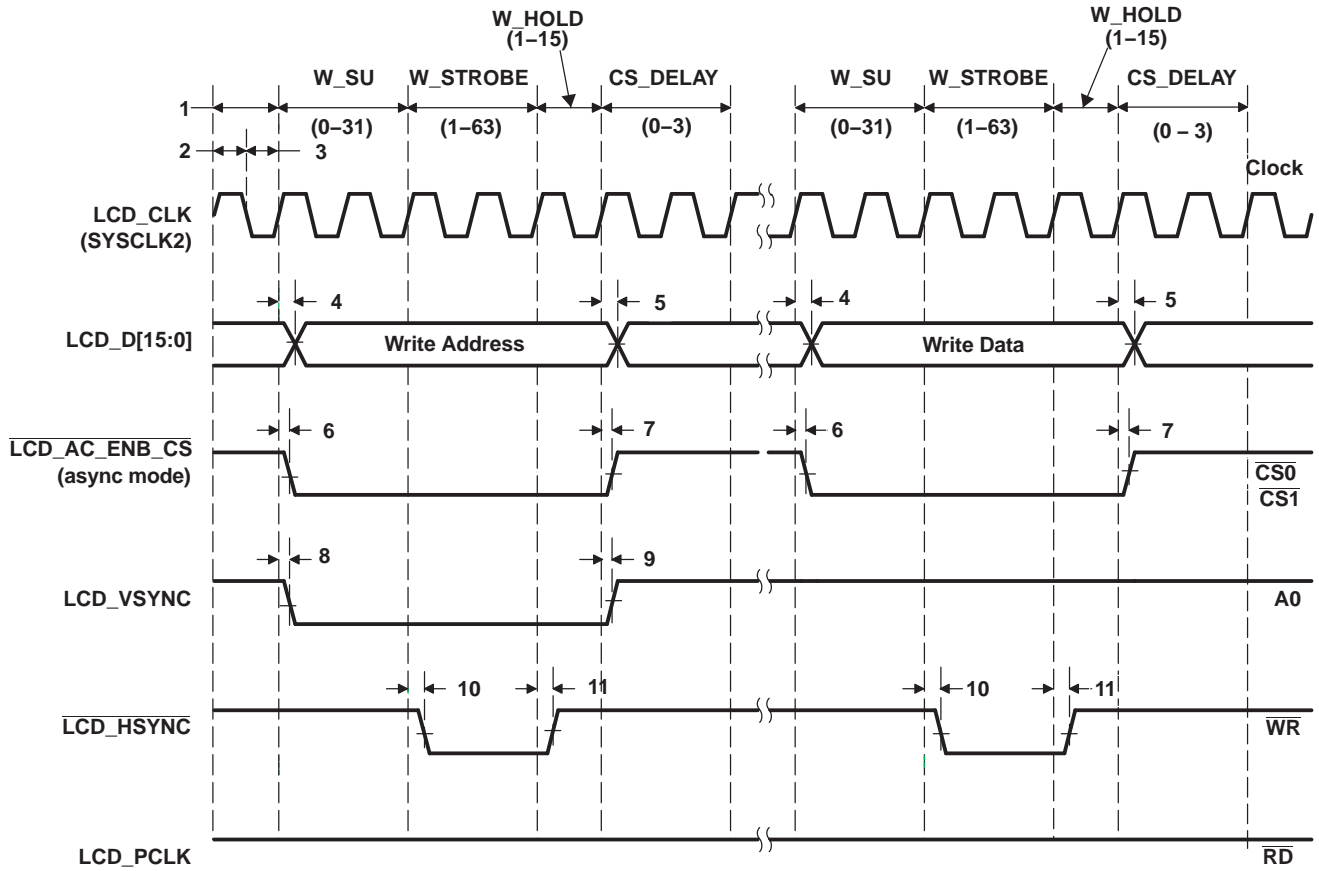 W_HOLD
(1–15)
W_HOLD
(1–15)
W_SU
W_STROBE
CS_DELAY
W_SU
W_STROBE
CS_DELAY
1
(0–31)
(1–63)
(0–3)
(0–31)
(1–63)
(0 – 3)
2
3
Clock
LCD_CLK
(SYSCLK2)
4
5
4
5
LCD_D[15:0]
Write Address
Write Data
6
7
6
7
LCD_AC_ENB_CS
(async mode)
CS0
CS1
8
9
LCD_VSYNC
A0
10
11
10
11
LCD_HSYNC
WR
LCD_PCLK
RD